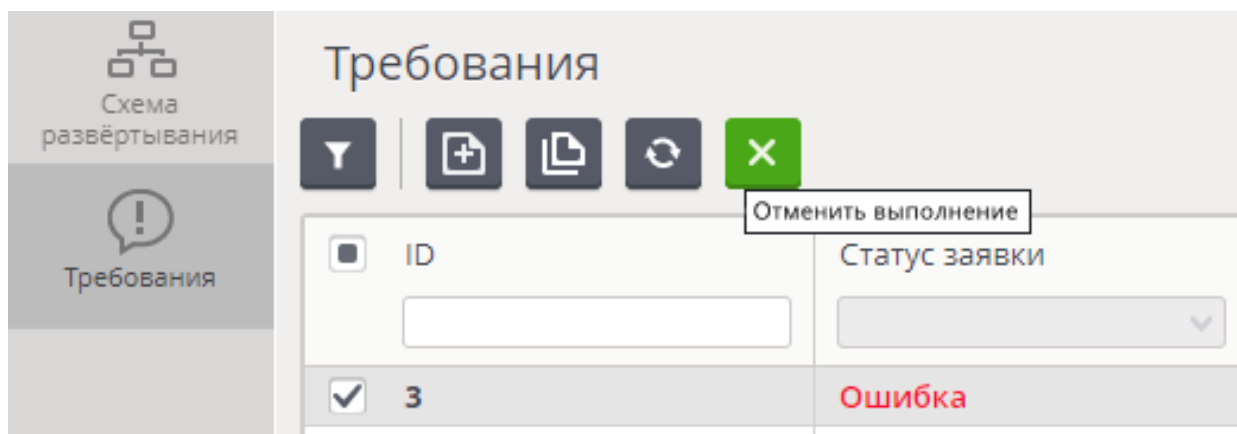 Схема
развёртывания
Требования
Требования
Отменить выполнение
ID
Статус заявки
3
Ошибка